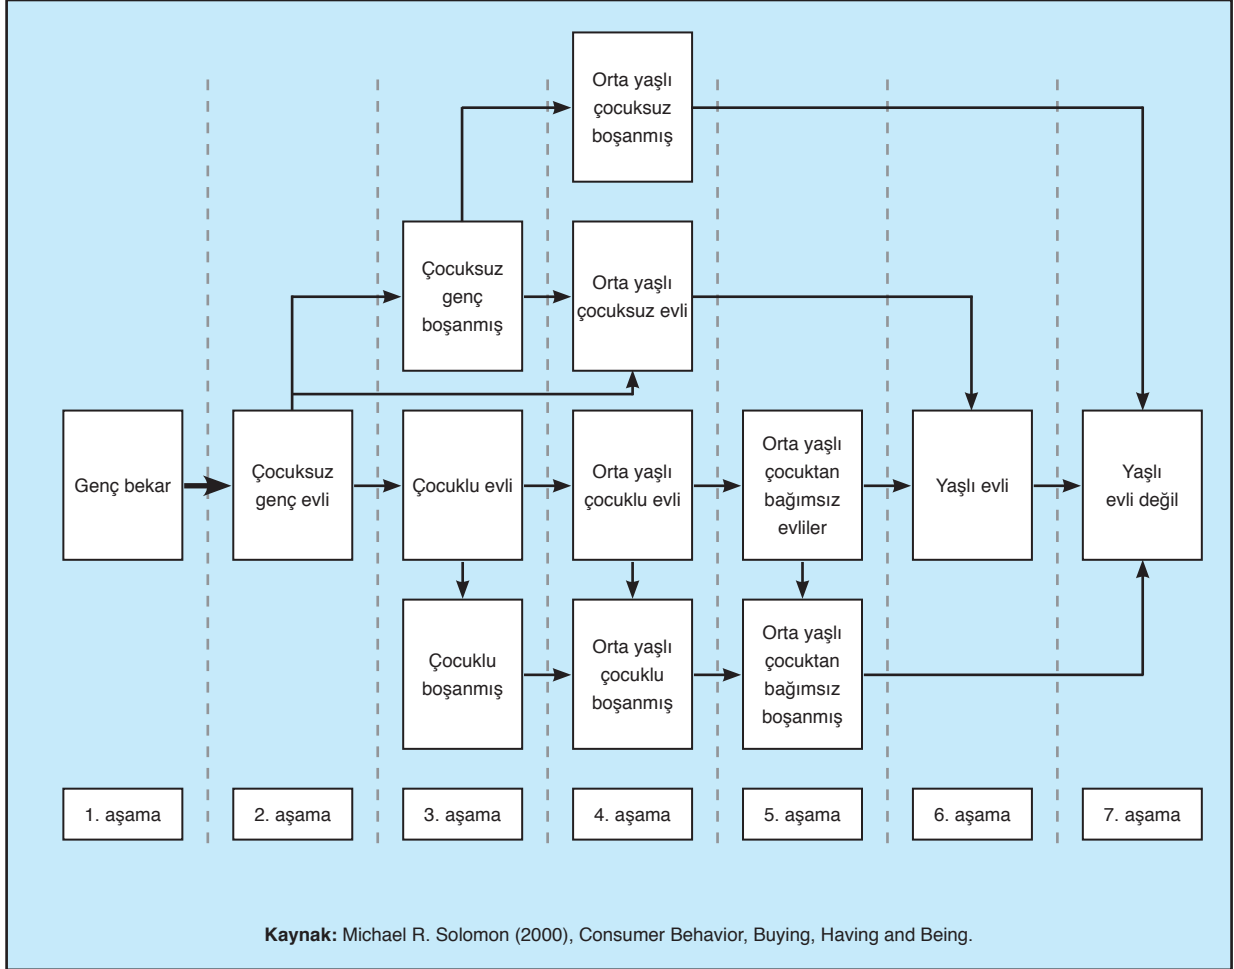 Orta yaşlı
çocuksuz
boşanmış
Çocuksuz
genç
boşanmış
Orta yaşlı
çocuksuz evli
Genç bekar
Çocuksuz
genç evli
Çocuklu evli
Orta yaşlı
çocuklu evli
Orta yaşlı
çocuktan
bağımsız
evliler
Yaşlı evli
Yaşlı
evli değil
Çocuklu
boşanmış
Orta yaşlı
çocuklu
boşanmış
Orta yaşlı
çocuktan
bağımsız
boşanmış
1. aşama
2. aşama
3. aşama
4. aşama
5. aşama
6. aşama
7. aşama
Kaynak: Michael R. Solomon (2000), Consumer Behavior, Buying, Having and Being.